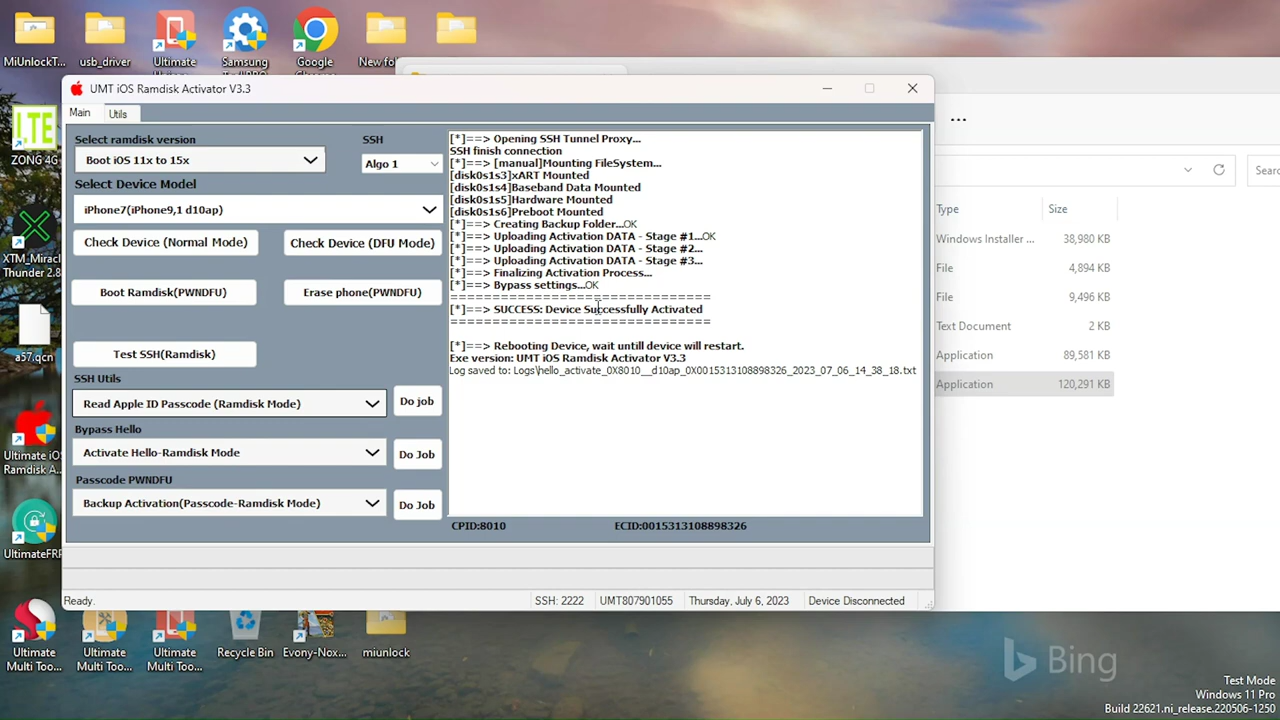 MiUnlockT...
usb_driver
Ultimate
Samsung
Google
New fo
ZONG 4G
XTM_Miracl
Thunder 2.8
a57.qcn
Ultimate iO
Ramdisk A...
UltimateFRP
UMT iOS Ramdisk Activator V3.3
Main
Utils
Select ramdisk version
SSH
Boot iOS 11x to 15x
Algo 1
Select Device Model
iPhone7(iPhone9,1 d10ap)
Check Device (Normal Mode)
Check Device (DFU Mode)
Boot Ramdisk(PWNDFU)
Erase phone(PWNDFU)
Test SSH(Ramdisk)
SSH Utils
Read Apple ID Passcode (Ramdisk Mode)
Do job
Bypass Hello
Activate Hello-Ramdisk Mode
Do Job
Passcode PWNDFU
Backup Activation(Passcode-Ramdisk Mode)
Do Job
[*]==> Opening SSH Tunnel Proxy...
SSH finish connection
[*]==> [manual]Mounting FileSystem...
[disk0s1s3]xART Mounted
[disk0s1s4]Baseband Data Mounted
[disk0s1s5]Hardware Mounted
[disk0s1s6]Preboot Mounted
[*]==> Creating Backup Folder...OK
[*]==> Uploading Activation DATA - Stage #1...OK
[*]==> Uploading Activation DATA - Stage #2...
[*]==> Uploading Activation DATA - Stage #3...
[*]==> Finalizing Activation Process...
[*]==> Bypass settings...OK
==============================
[*]==> SUCCESS: Device Successfully Activated
==============================
[*]==> Rebooting Device, wait untill device will restart.
Exe version: UMT iOS Ramdisk Activator V3.3
Log saved to: Logs\hello_activate_0X8010__d10ap_0X0015313108898326_2023_07_06_14_38_18.txt
CPID:8010
ECID:0015313108898326
Ready.
SSH: 2222
UMT807901055
Thursday, July 6, 2023
Device Disconnected
Sear
Type
Size
Windows Installer ...
38,980 KB
File
4,894 KB
File
9,496 KB
Text Document
2 KB
Application
89,581 KB
Application
120,291 KB
Ultimate
Multi Too...
Ultimate
Multi Too...
Ultimate
Multi Too...
Recycle Bin
Evony-Nox...
miunlock
Bing
Test Mode
Windows 11 Pro
Build 22621.ni_release.220506-1250